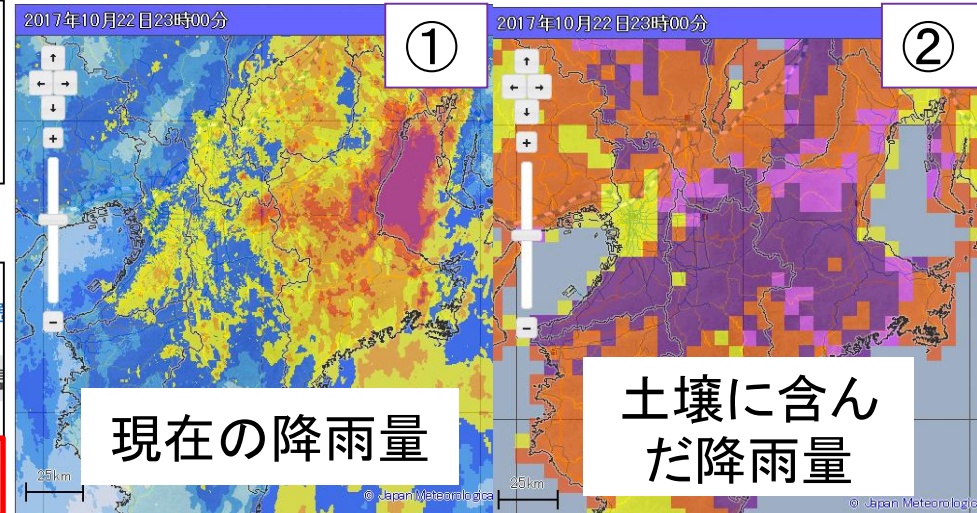 2017年10月22日23時00分
①
現在の降雨量
25km
© Japan Meteorologica
2017年10月22日23時00分
②
土壌に含ん
だ降雨量
25km
© Japan Meteorologic